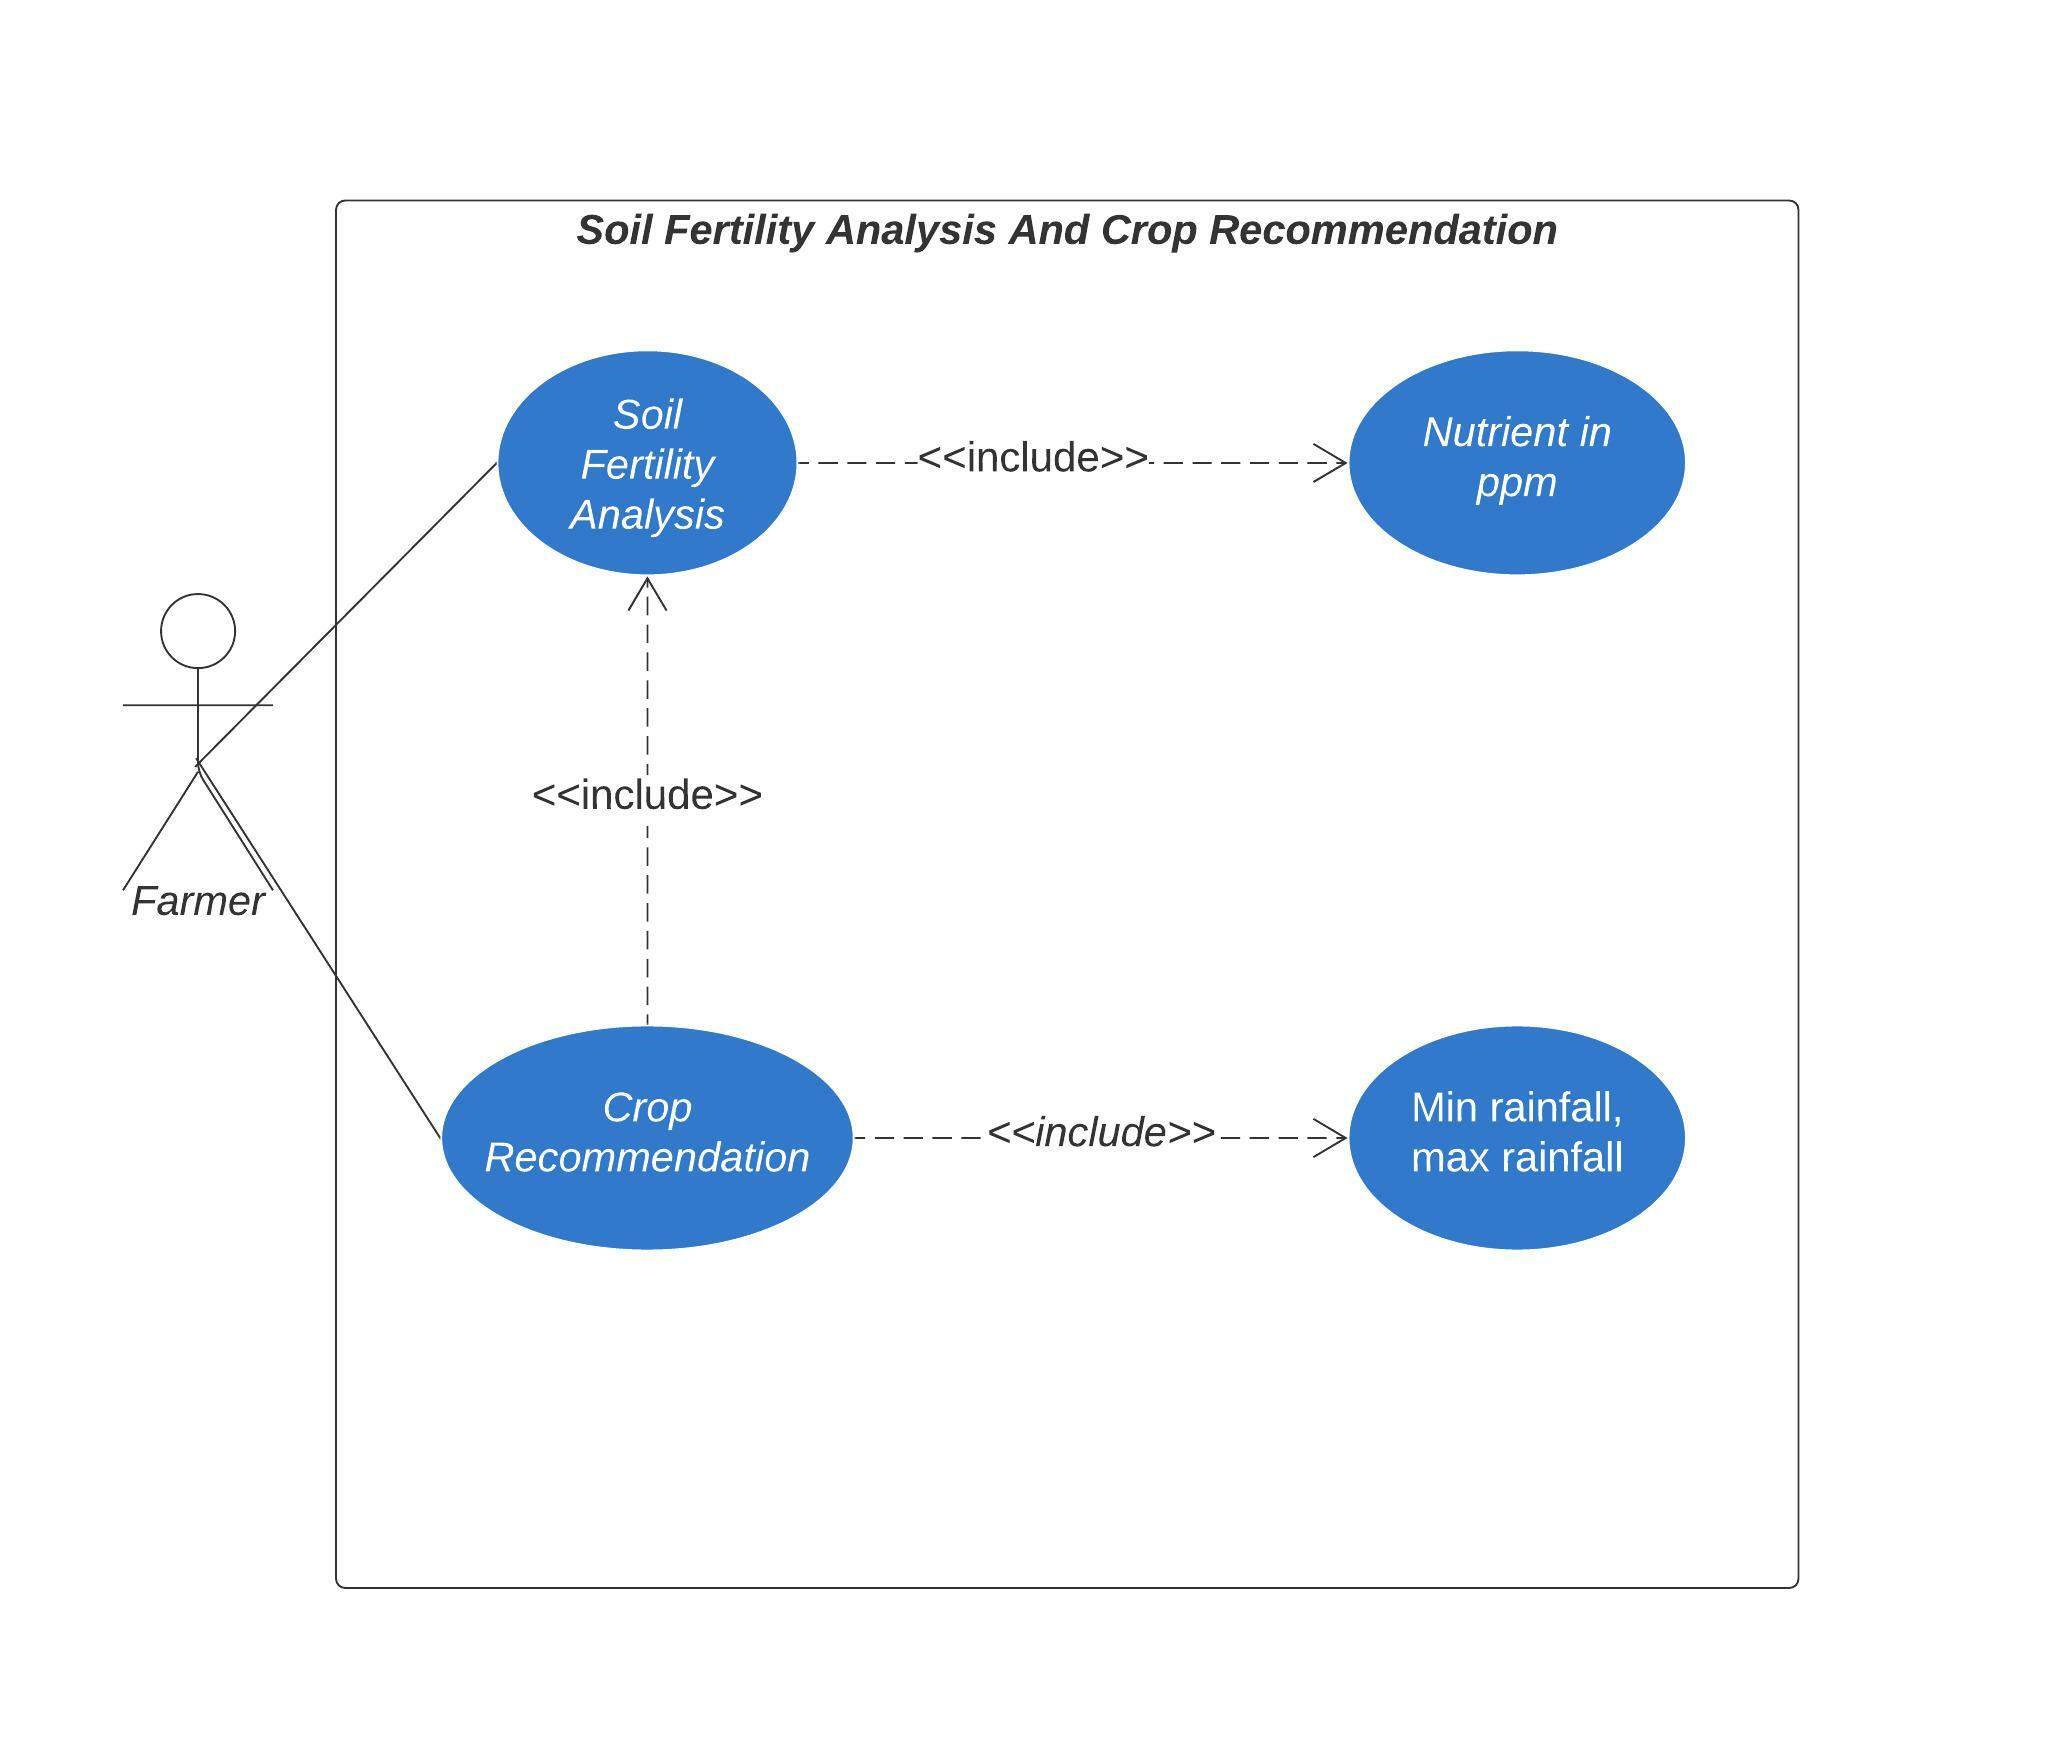 Soil Fertility Analysis And Crop Recommendation
Soil
Fertility
Analysis
<<include>>
Nutrient in
ppm
<<include>>
Farmer
Crop
Recommendation
<<include>>
Min rainfall,
max rainfall